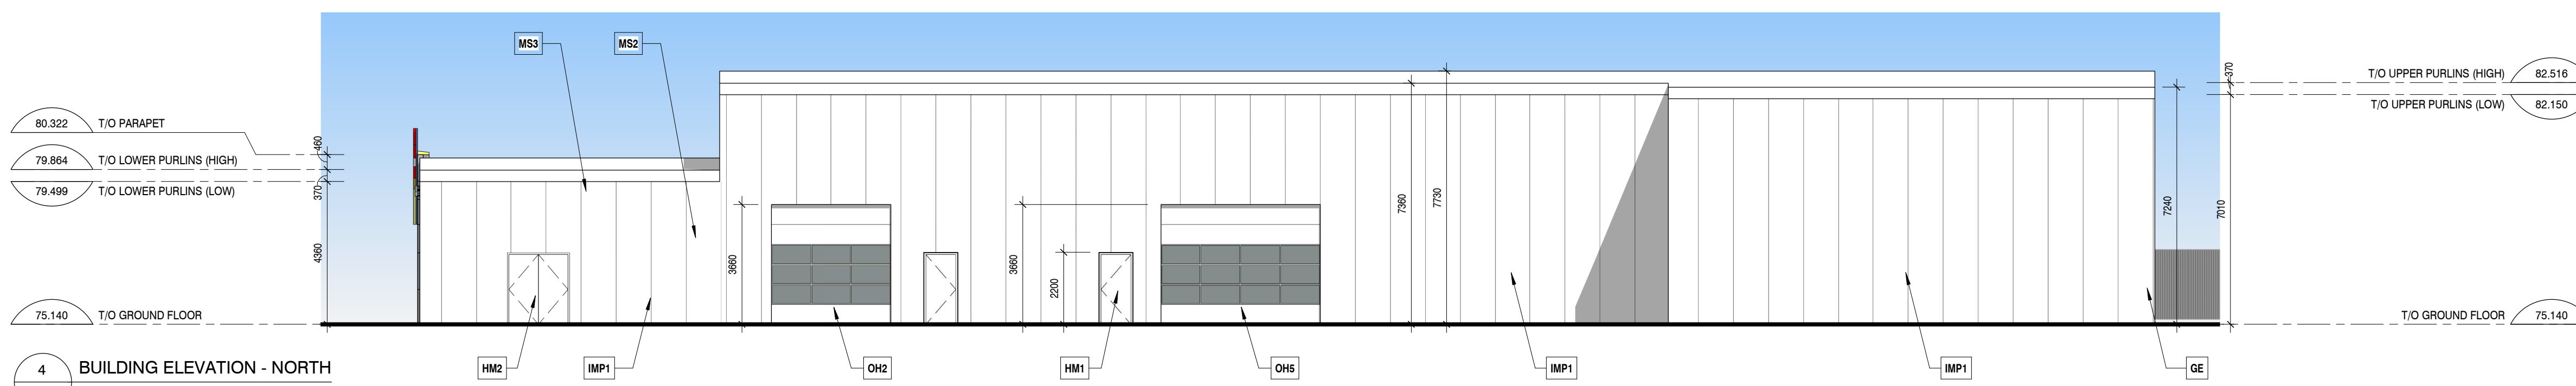 MS3
MS2
80.322 T/O PARAPET
79.864 T/O LOWER PURLINS (HIGH)
79.499 T/O LOWER PURLINS (LOW)
75.140 T/O GROUND FLOOR
460
370
4360
3660
3660
2200
7360
7730
7240
7010
370
T/O UPPER PURLINS (HIGH) 82.516
T/O UPPER PURLINS (LOW) 82.150
T/O GROUND FLOOR 75.140
HM2
IMP1
OH2
HM1
OH5
IMP1
IMP1
GE
4 BUILDING ELEVATION - NORTH